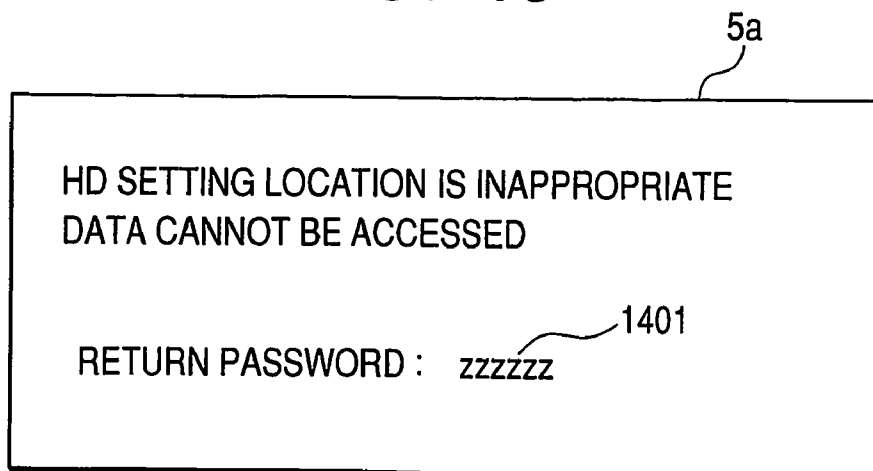 5a
HD SETTING LOCATION IS INAPPROPRIATE
DATA CANNOT BE ACCESSED
1401
RETURN PASSWORD : zzzzzz